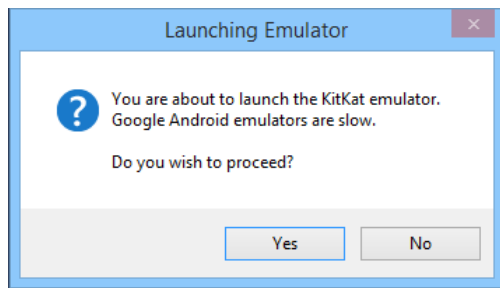 Launching Emulator
You are about to launch the KitKat emulator.
Google Android emulators are slow.
Do you wish to proceed?
Yes
No